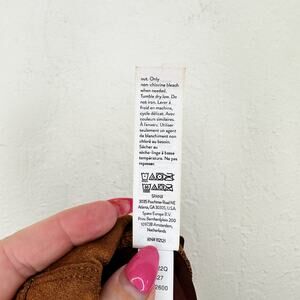 out. Only
non-chlorine bleach
when needed.
Tumble dry low. Do
not iron. Laver à
froid en machine,
cycle délicat. Avec
couleurs similaires.
À l'envers. Utiliser
seulement un agent
de blanchiment non
chloré au besoin.
Sécher au
sèche-linge à basse
température. Ne pas
repasser.
SPANX
3035 Peachtree Road NE
Atlanta, GA 30305, U.S.A.
Spanx Europe B.V.
Prins Bernhardplein 200
1097JB Amsterdam,
Netherlands
2Q
27
2600